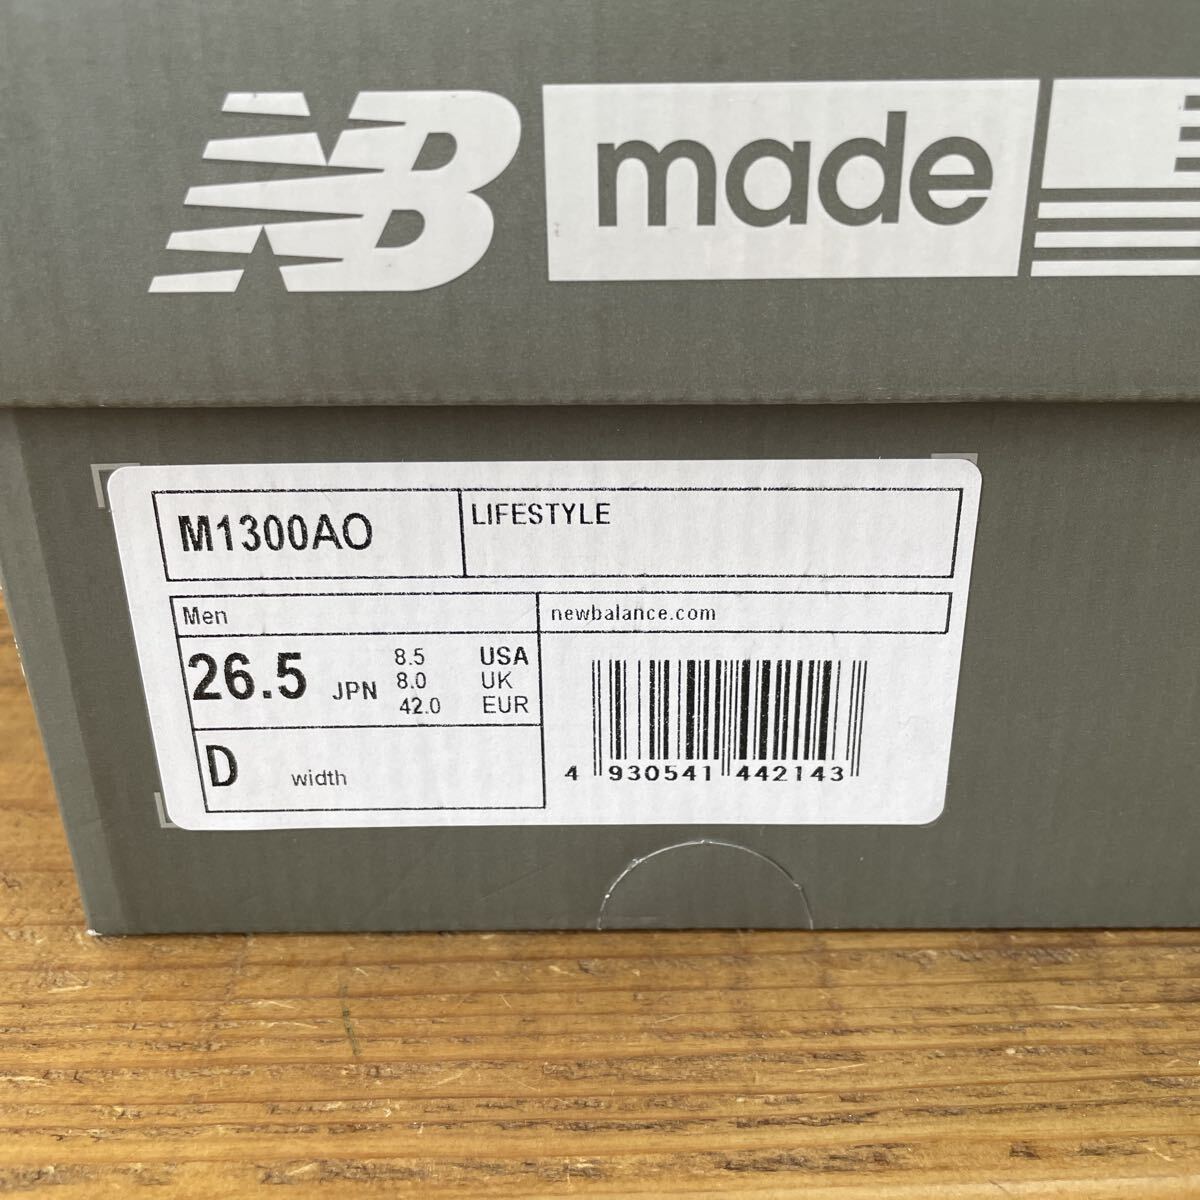 NB made
M1300AO LIFESTYLE
Men newbalance.com
26.5 JPN 8.5 USA
8.0 UK
42.0 EUR
D width
4 930541 442143